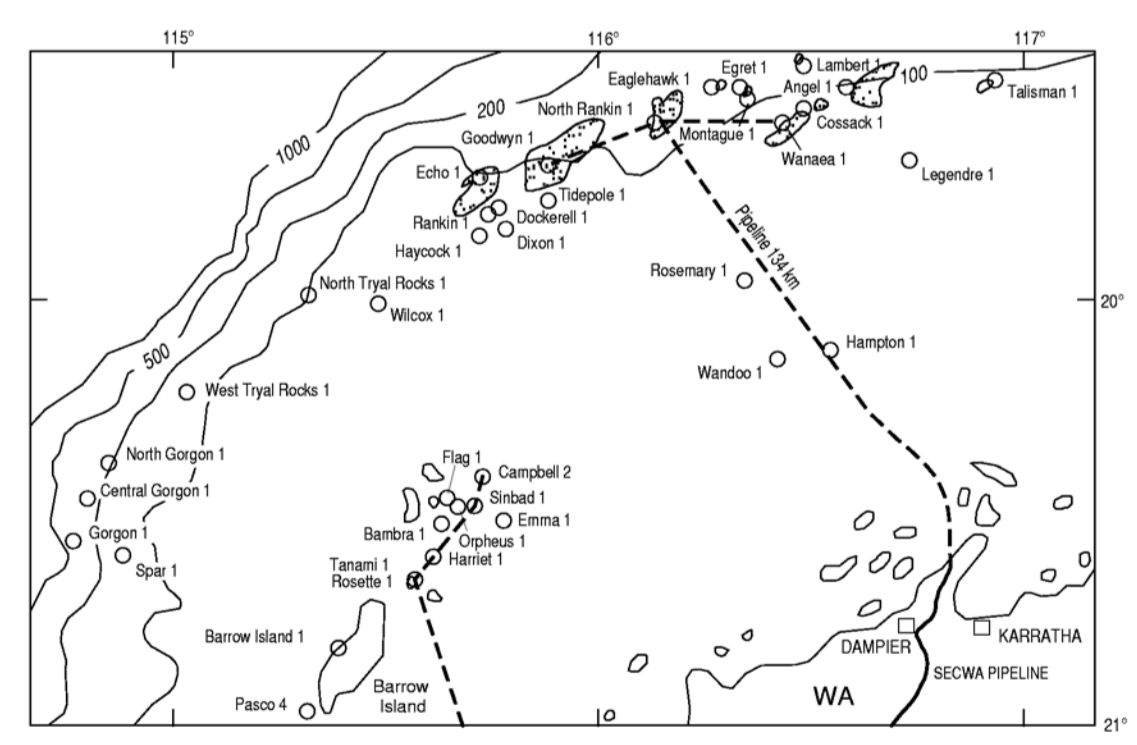 115°
116°
117°
Lambert 1
Egret 1
Eaglehawk 1
100
Angel 1
Talisman 1
200
North Rankin 1
Cossack 1
Montague 1
Goodwyn 1
1000
Wanaea 1
Echo 1
Legendre 1
Tidepole 1
Dockerell 1
Rankin 1
Dixon 1
Haycock 1
Pipeline 134 km
Rosemary 1
North Tryal Rocks 1
20°
Wilcox 1
Hampton 1
500
Wandoo 1
West Tryal Rocks 1
North Gorgon 1
Flag 1
Campbell 2
Central Gorgon 1
Sinbad 1
Emma 1
Gorgon 1
Bambra 1
Orpheus 1
Harriet 1
Spar 1
Tanami 1
Rosette 1
Barrow Island 1
KARRATHA
DAMPIER
SECWA PIPELINE
Barrow
Island
WA
Pasco 4
21°